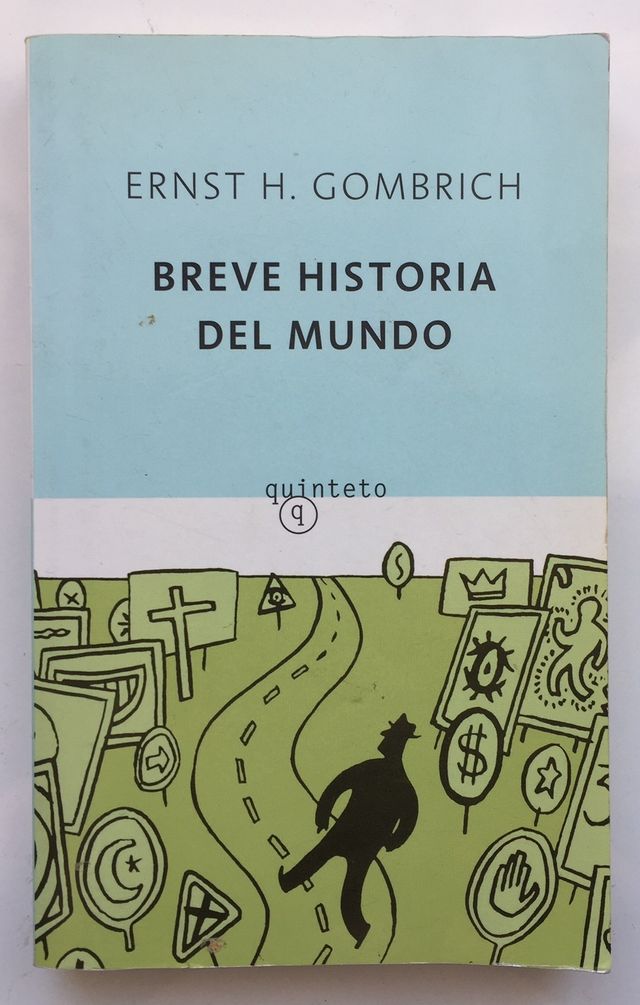 ERNST H. GOMBRICH
BREVE HISTORIA
DEL MUNDO
quinteto
q
$